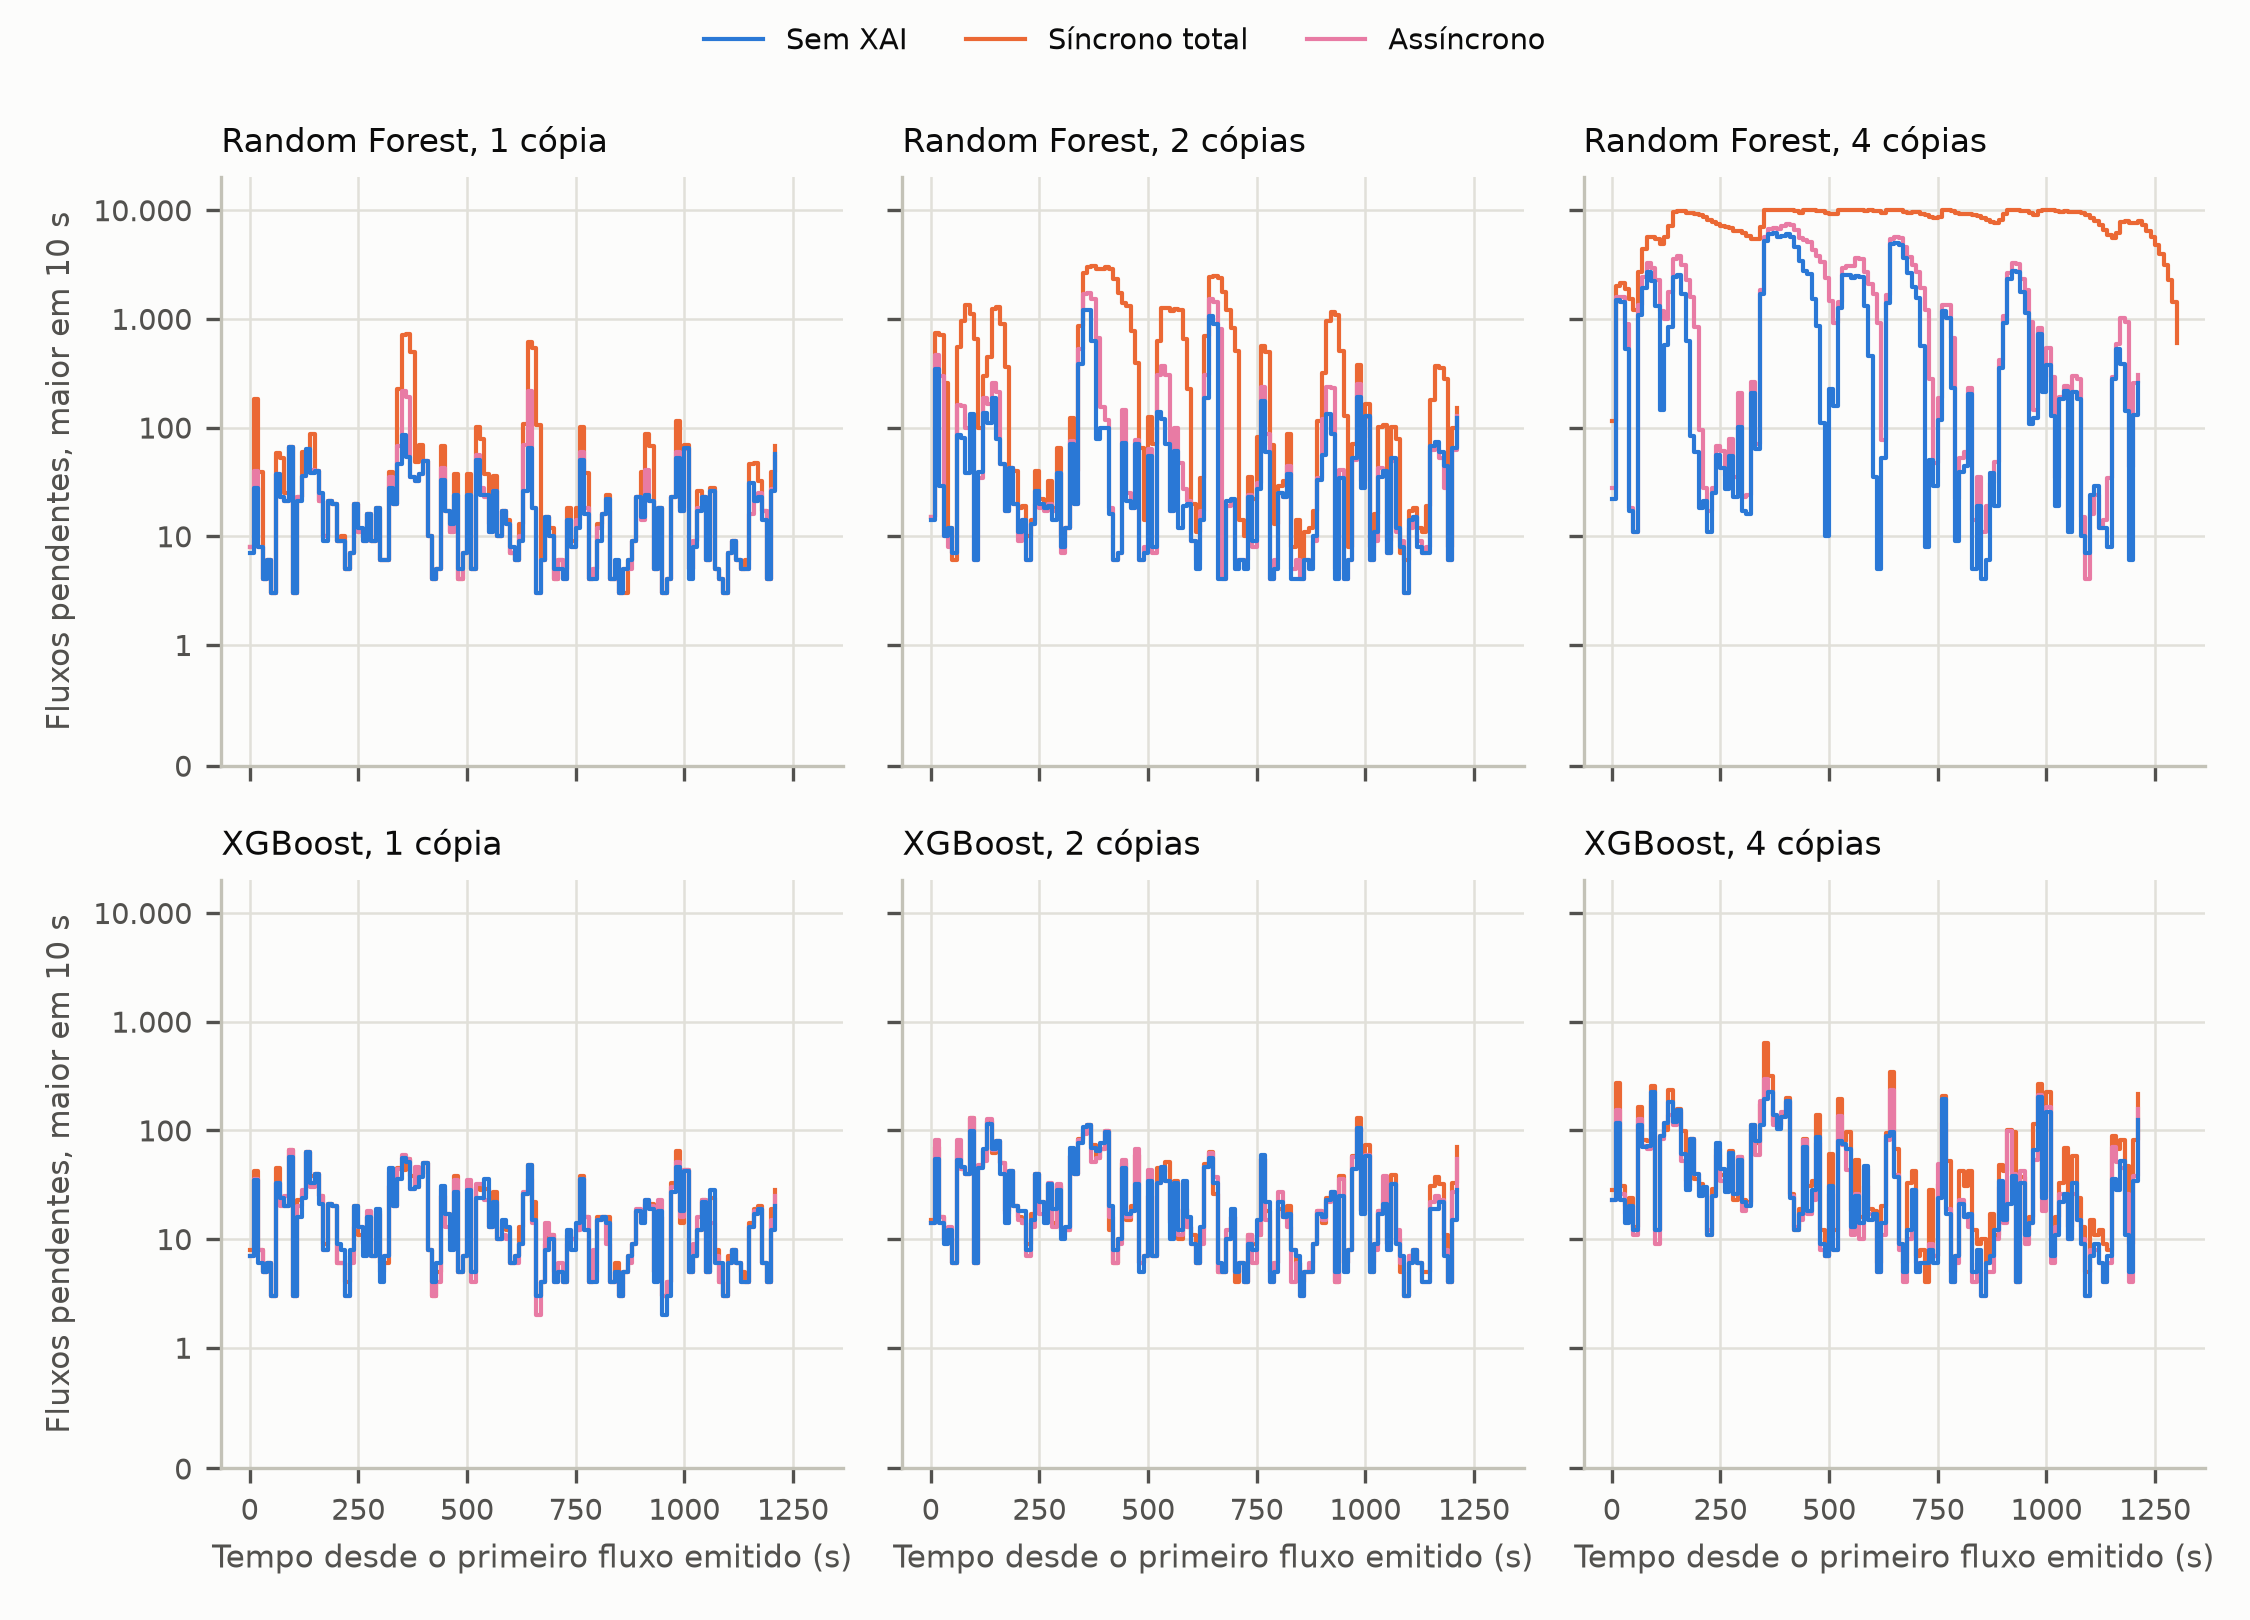 Sem XAI Síncrono total Assíncrono
Random Forest, 1 cópia
Random Forest, 2 cópias
Random Forest, 4 cópias
Fluxos pendentes, maior em 10 s
10.000
1.000
100
10
1
0
XGBoost, 1 cópia
XGBoost, 2 cópias
XGBoost, 4 cópias
Fluxos pendentes, maior em 10 s
10.000
1.000
100
10
1
0
0 250 500 750 1000 1250
0 250 500 750 1000 1250
0 250 500 750 1000 1250
Tempo desde o primeiro fluxo emitido (s)
Tempo desde o primeiro fluxo emitido (s)
Tempo desde o primeiro fluxo emitido (s)